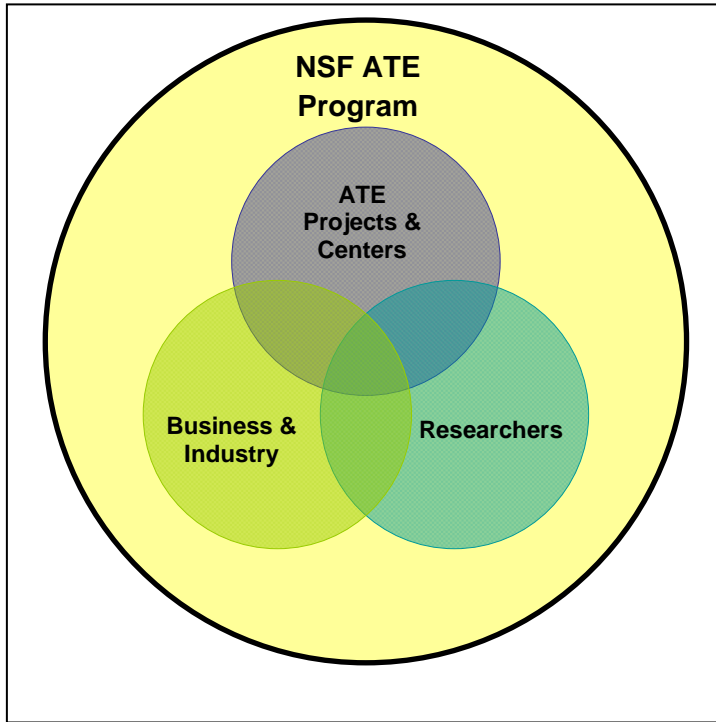 NSF ATE
Program
ATE
Projects &
Centers
Business &
Industry
Researchers